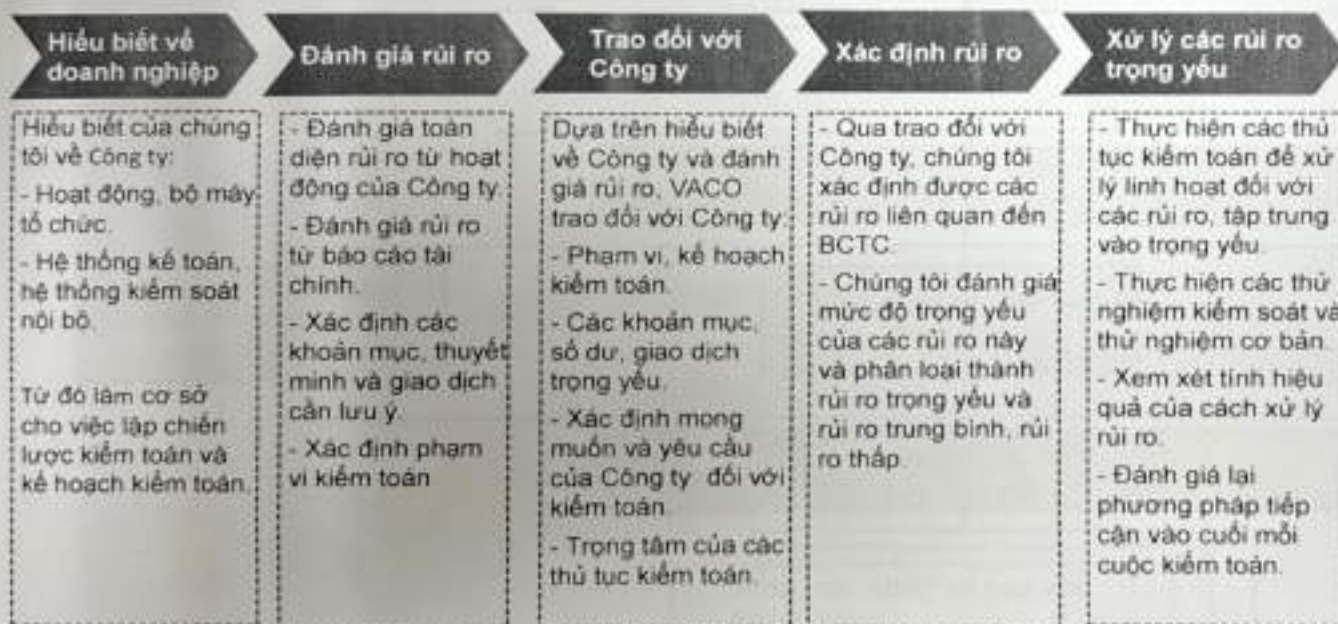 Hiểu biết về
doanh nghiệp
Hiểu biết của chúng
tôi về Công ty:
- Hoạt động, bộ máy
tổ chức.
- Hệ thống kế toán,
hệ thống kiểm soát
nội bộ.
Từ đó làm cơ sở
cho việc lập chiến
lược kiểm toán và
kế hoạch kiểm toán.
Đánh giá rủi ro
- Đánh giá toàn
diện rủi ro từ hoạt
động của Công ty.
- Đánh giá rủi ro
từ báo cáo tài
chính.
- Xác định các
khoản mục, thuyết
minh và giao dịch
cần lưu ý.
- Xác định phạm
vi kiểm toán
Trao đổi với
Công ty
Dựa trên hiểu biết
về Công ty và đánh
giá rủi ro, VACO
trao đổi với Công ty:
- Phạm vi, kế hoạch
kiểm toán.
- Các khoản mục,
số dư, giao dịch
trọng yếu.
- Xác định mong
muốn và yêu cầu
của Công ty đối với
kiểm toán.
- Trọng tâm của các
thủ tục kiểm toán.
Xác định rủi ro
- Qua trao đổi với
Công ty, chúng tôi
xác định được các
rủi ro liên quan đến
BCTC.
- Chúng tôi đánh giá
mức độ trọng yếu
của các rủi ro này
và phân loại thành
rủi ro trọng yếu và
rủi ro trung bình, rủi
ro thấp.
Xử lý các rủi ro
trọng yếu
- Thực hiện các thủ
tục kiểm toán để xử
lý linh hoạt đối với
các rủi ro, tập trung
vào trọng yếu.
- Thực hiện các thử
nghiệm kiểm soát và
thử nghiệm cơ bản.
- Xem xét tính hiệu
quả của cách xử lý
rủi ro.
- Đánh giá lại
phương pháp tiếp
cận vào cuối mỗi
cuộc kiểm toán.